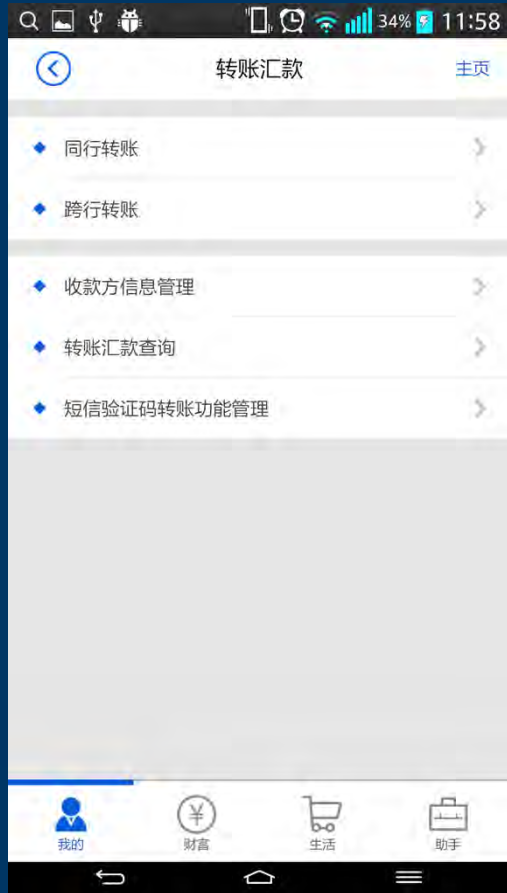 34% 11:58
转账汇款 主页
同行转账
跨行转账
收款方信息管理
转账汇款查询
短信验证码转账功能管理
我的 财富 生活 助手